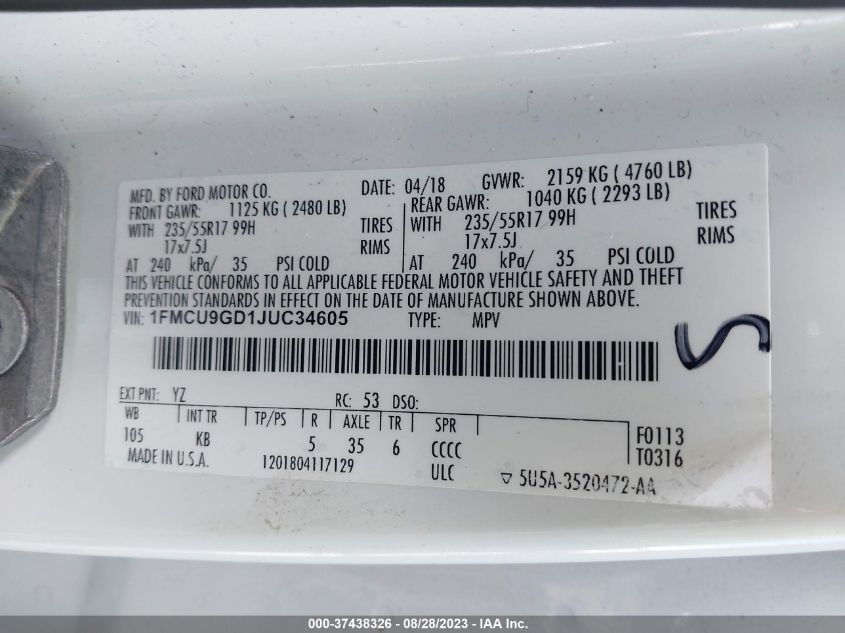 MFD. BY FORD MOTOR CO. DATE: 04/18 GVWR: 2159 KG ( 4760 LB)
FRONT GAWR: 1125 KG ( 2480 LB) REAR GAWR: 1040 KG ( 2293 LB)
WITH 235/55R17 99H TIRES WITH 235/55R17 99H TIRES
17x7.5J RIMS 17x7.5J RIMS
AT 240 kPa/ 35 PSI COLD AT 240 kPa/ 35 PSI COLD
THIS VEHICLE CONFORMS TO ALL APPLICABLE FEDERAL MOTOR VEHICLE SAFETY AND THEFT
PREVENTION STANDARDS IN EFFECT ON THE DATE OF MANUFACTURE SHOWN ABOVE.
VIN: 1FMCU9GD1JUC34605 TYPE: MPV
EXT PNT: YZ RC: 53 DSO:
WB INT TR TP/PS R AXLE TR SPR
105 KB 5 35 6 CCCC F0113
MADE IN U.S.A. 1201804117129 ULC T0316
▽ 5U5A-3520472-AA
000-37438326 - 08/28/2023 - IAA Inc.